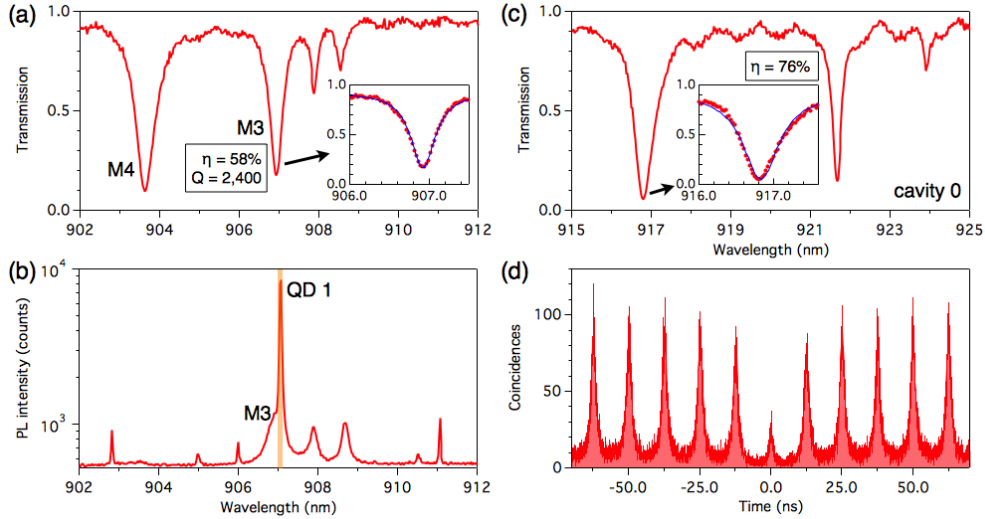 (a)
1.0
0.5
0.0
Transmission
M4
M3
η = 58%
Q = 2,400
1.0
0.5
0.0
906.0
907.0
902
904
906
908
910
912
(c)
1.0
0.5
0.0
Transmission
η = 76%
1.0
0.5
0.0
916.0
917.0
cavity 0
915
917
919
921
923
925
Wavelength (nm)
(b)
10⁴
10³
PL intensity (counts)
QD 1
M3
902
904
906
908
910
912
Wavelength (nm)
(d)
100
50
0
Coincidences
-50.0
-25.0
0.0
25.0
50.0
Time (ns)